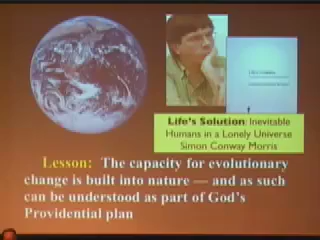 Life's Solution: Inevitable
Humans in a Lonely Universe
Simon Conway Morris
Lesson: The capacity for evolutionary
change is built into nature — and as such
can be understood as part of God's
Providential plan